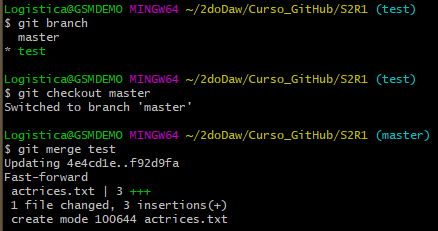 Logistica@GSMDEMO MINGW64 ~/2doDaw/Curso_GitHub/S2R1 (test)
$ git branch
  master
* test

Logistica@GSMDEMO MINGW64 ~/2doDaw/Curso_GitHub/S2R1 (test)
$ git checkout master
Switched to branch 'master'

Logistica@GSMDEMO MINGW64 ~/2doDaw/Curso_GitHub/S2R1 (master)
$ git merge test
Updating 4e4cd1e..f92d9fa
Fast-forward
 actrices.txt | 3 +++
 1 file changed, 3 insertions(+)
 create mode 100644 actrices.txt